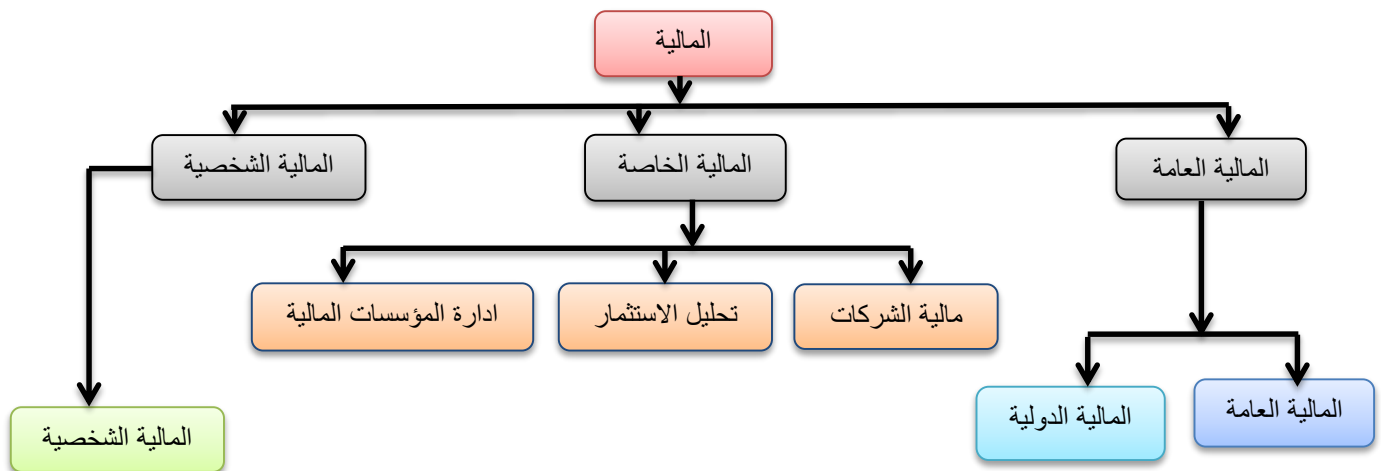 المالية
المالية العامة
المالية الخاصة
المالية الشخصية
مالية الشركات
تحليل الاستثمار
ادارة المؤسسات المالية
المالية العامة
المالية الدولية
المالية الشخصية